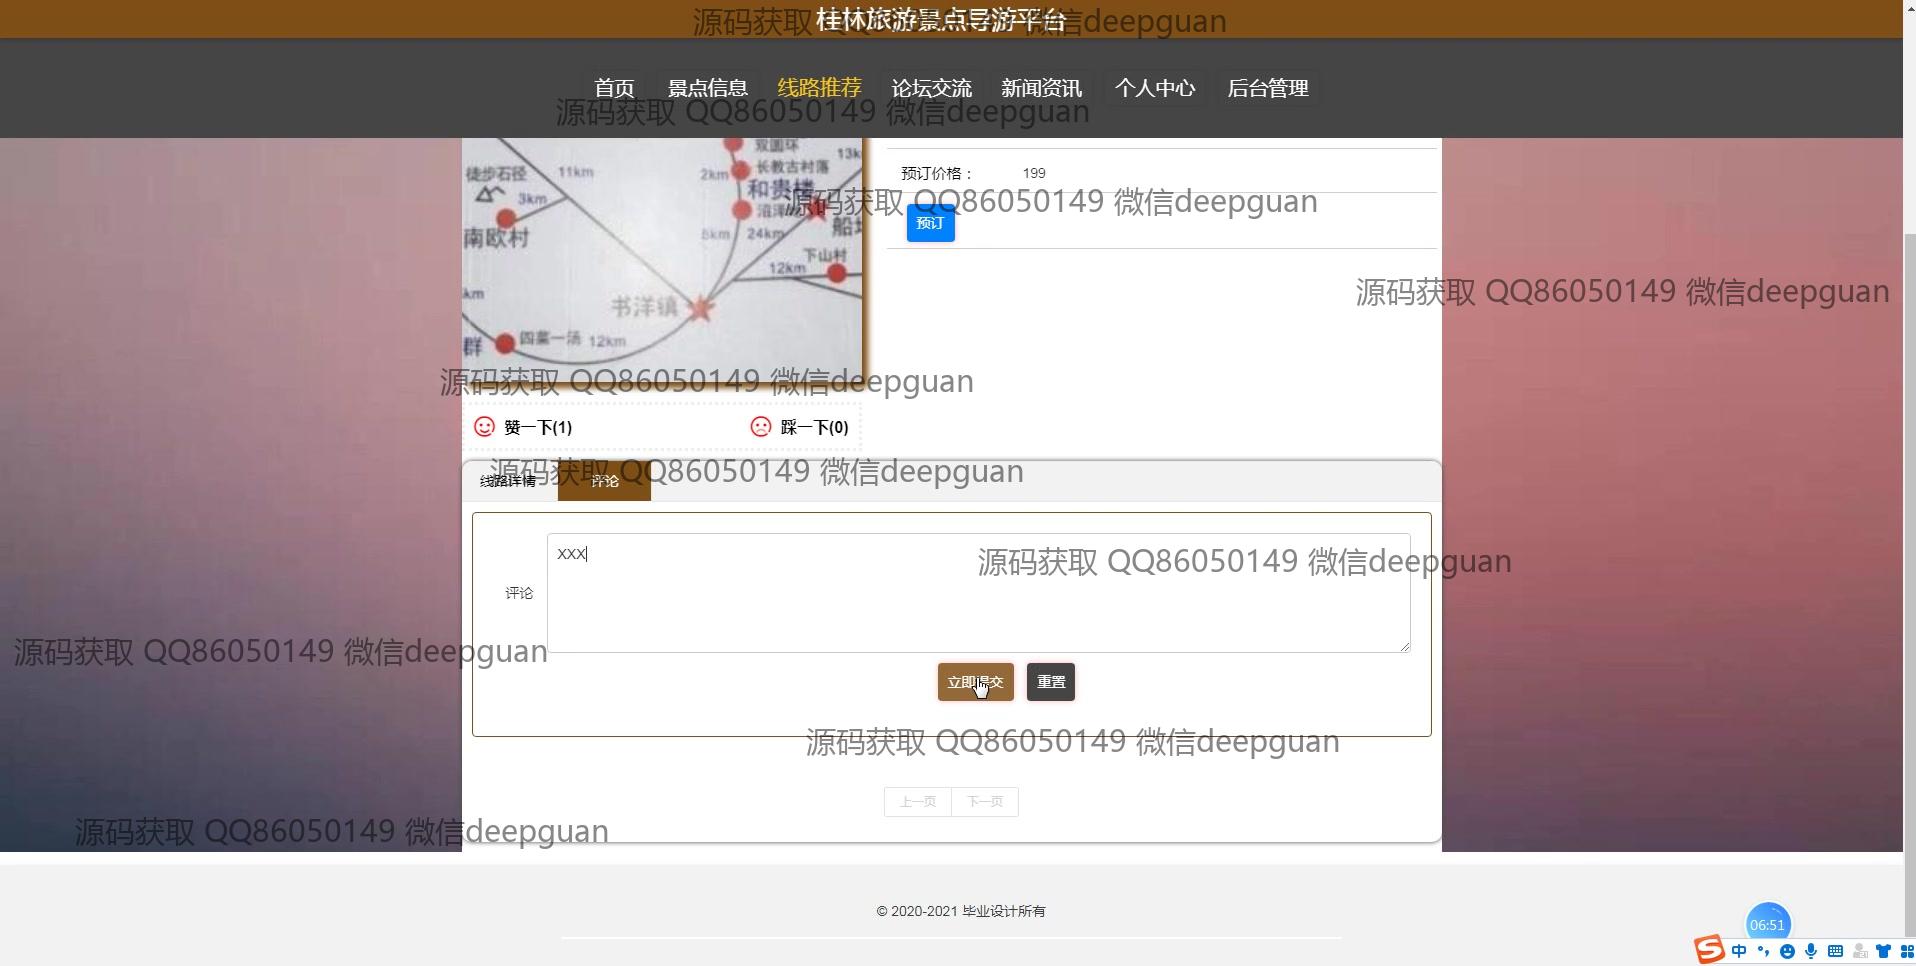 桂林旅游景点导游平台
源码获取 QQ86050149 微信deepguan
首页 景点信息 线路推荐 论坛交流 新闻资讯 个人中心 后台管理
源码获取 QQ86050149 微信deepguan
双圆环
13k
徒步石径 11km 2km 长教古村落
预订价格： 199
3km 和贵楼
源码获取 QQ86050149 微信deepguan
预订
南欧村 8km 24km 船
下山村
12km
km
源码获取 QQ86050149 微信deepguan
书洋镇
群 四菜一汤 12km
源码获取 QQ86050149 微信deepguan
赞一下(1) 踩一下(0)
源码获取 QQ86050149 微信deepguan
线路详情 评论
XXX
源码获取 QQ86050149 微信deepguan
评论
源码获取 QQ86050149 微信deepguan
立即提交 重置
源码获取 QQ86050149 微信deepguan
上一页 下一页
源码获取 QQ86050149 微信deepguan
© 2020-2021 毕业设计所有
06:51
中